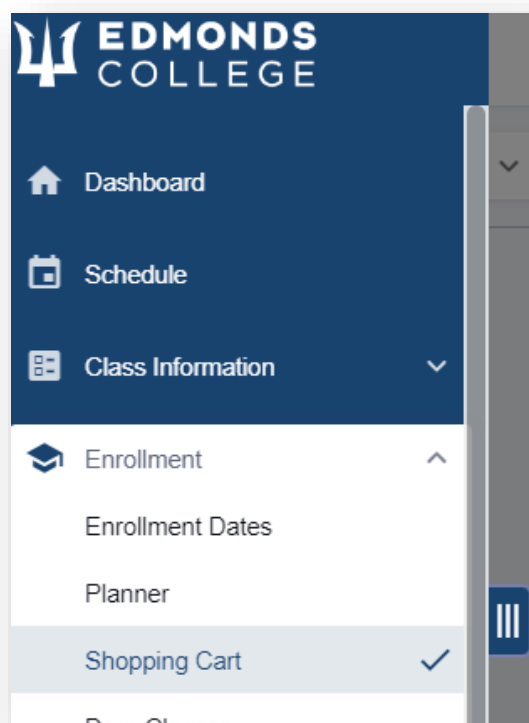 EDMONDS
COLLEGE
Dashboard
Schedule
Class Information
Enrollment
Enrollment Dates
Planner
Shopping Cart